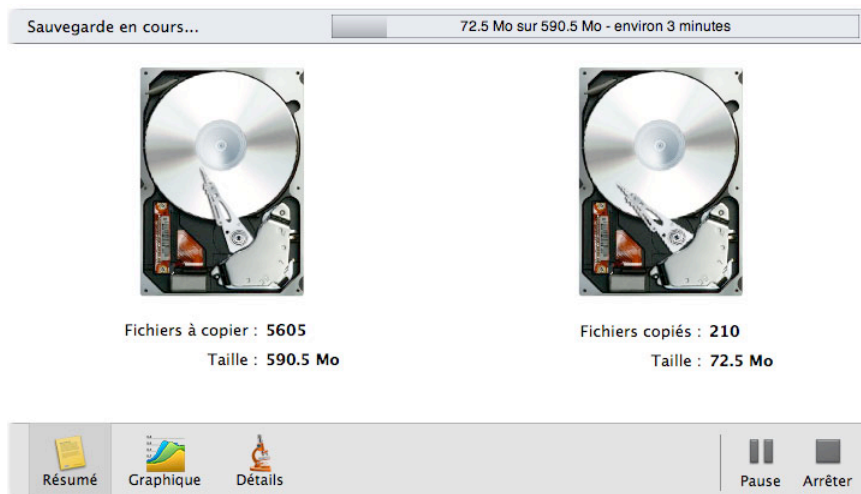 Sauvegarde en cours...
72.5 Mo sur 590.5 Mo - environ 3 minutes
Fichiers à copier : 5605
Taille : 590.5 Mo
Fichiers copiés : 210
Taille : 72.5 Mo
Résumé
Graphique
Détails
Pause
Arrêter